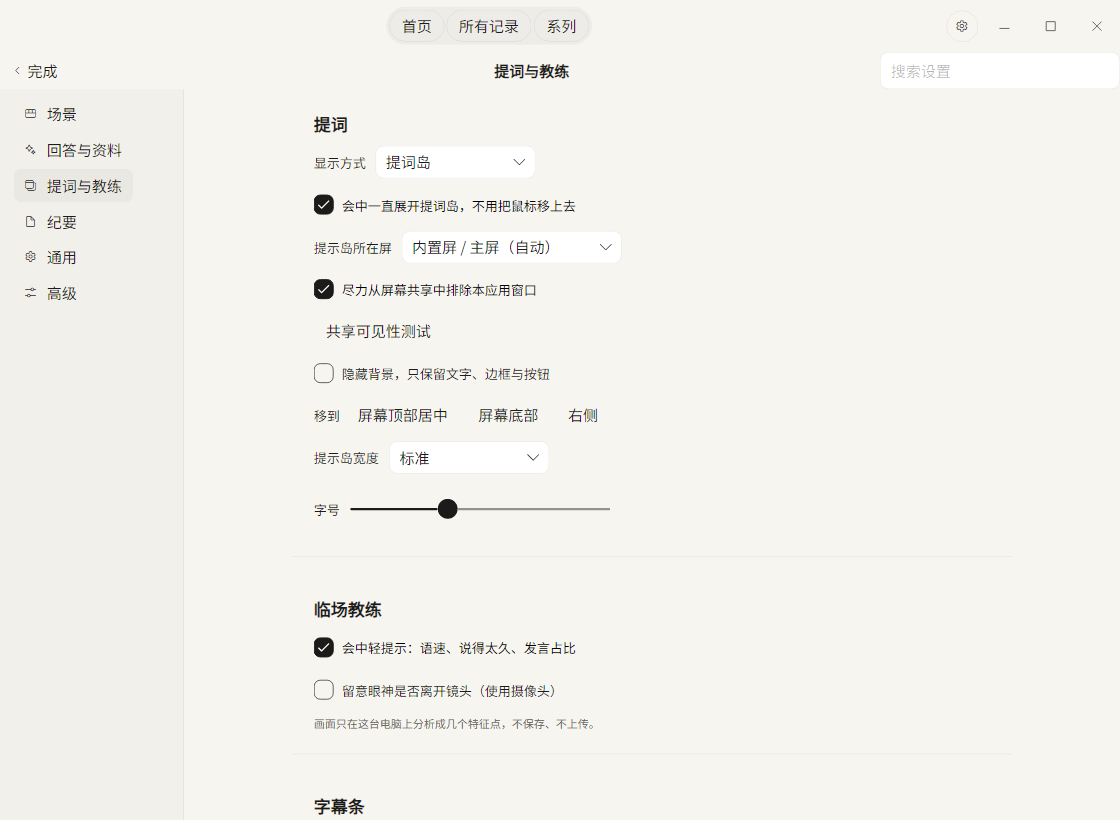 首页 所有记录 系列
完成 提词与教练 搜索设置
场景
回答与资料
提词与教练
纪要
通用
高级
提词
显示方式 提词岛
会中一直展开提词岛，不用把鼠标移上去
提示岛所在屏 内置屏 / 主屏（自动）
尽力从屏幕共享中排除本应用窗口
共享可见性测试
隐藏背景，只保留文字、边框与按钮
移到 屏幕顶部居中 屏幕底部 右侧
提示岛宽度 标准
字号
临场教练
会中轻提示：语速、说得太久、发言占比
留意眼神是否离开镜头（使用摄像头）
画面只在这台电脑上分析成几个特征点，不保存、不上传。
字幕条